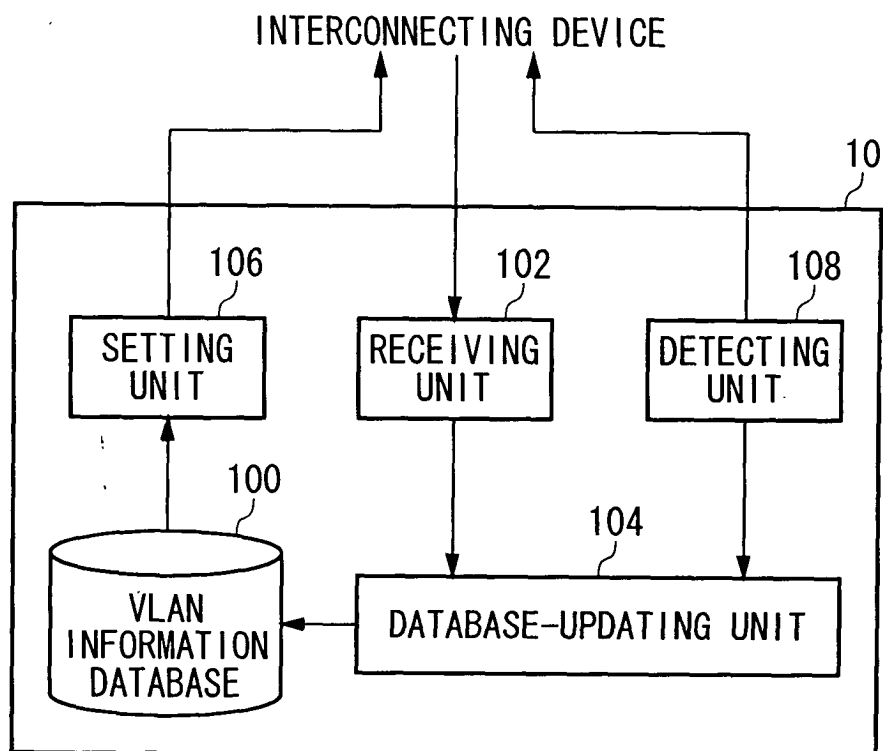 INTERCONNECTING DEVICE
10
106
102
108
SETTING
UNIT
RECEIVING
UNIT
DETECTING
UNIT
100
104
VLAN
INFORMATION
DATABASE
DATABASE-UPDATING UNIT